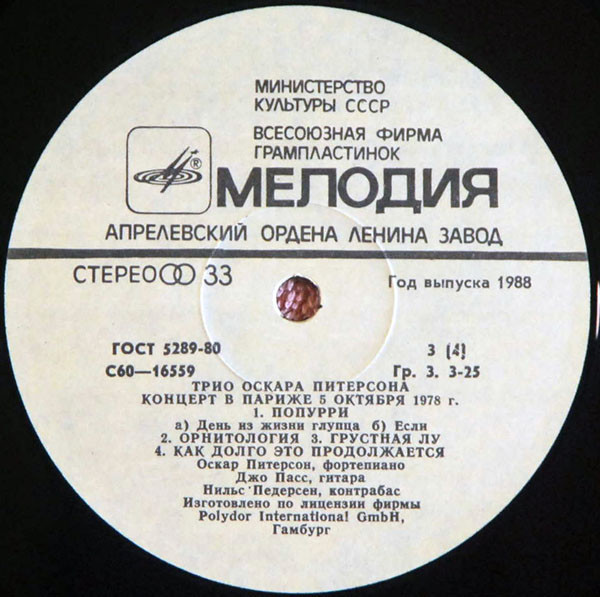 МИНИСТЕРСТВО
КУЛЬТУРЫ СССР
ВСЕСОЮЗНАЯ ФИРМА
ГРАМПЛАСТИНОК
®
МЕЛОДИЯ
АПРЕЛЕВСКИЙ ОРДЕНА ЛЕНИНА ЗАВОД
СТЕРЕО 33
Год выпуска 1988
ГОСТ 5289-80 3 (4)
С60—16559 Гр. 3. 3-25
ТРИО ОСКАРА ПИТЕРСОНА
КОНЦЕРТ В ПАРИЖЕ 5 ОКТЯБРЯ 1978 г.
1. ПОПУРРИ
а) День из жизни глупца б) Если
2. ОРНИТОЛОГИЯ 3. ГРУСТНАЯ ЛУ
4. КАК ДОЛГО ЭТО ПРОДОЛЖАЕТСЯ
Оскар Питерсон, фортепиано
Джо Пасс, гитара
Нильс Педерсен, контрабас
Изготовлено по лицензии фирмы
Polydor International GmbH,
Гамбург